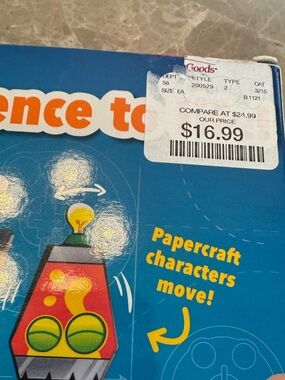 Goods
DEPT STYLE TYPE CAT
58 200529 2 3215
SIZE EA B1121
COMPARE AT $24.99
OUR PRICE
$16.99
ence to
Papercraft
characters
move!